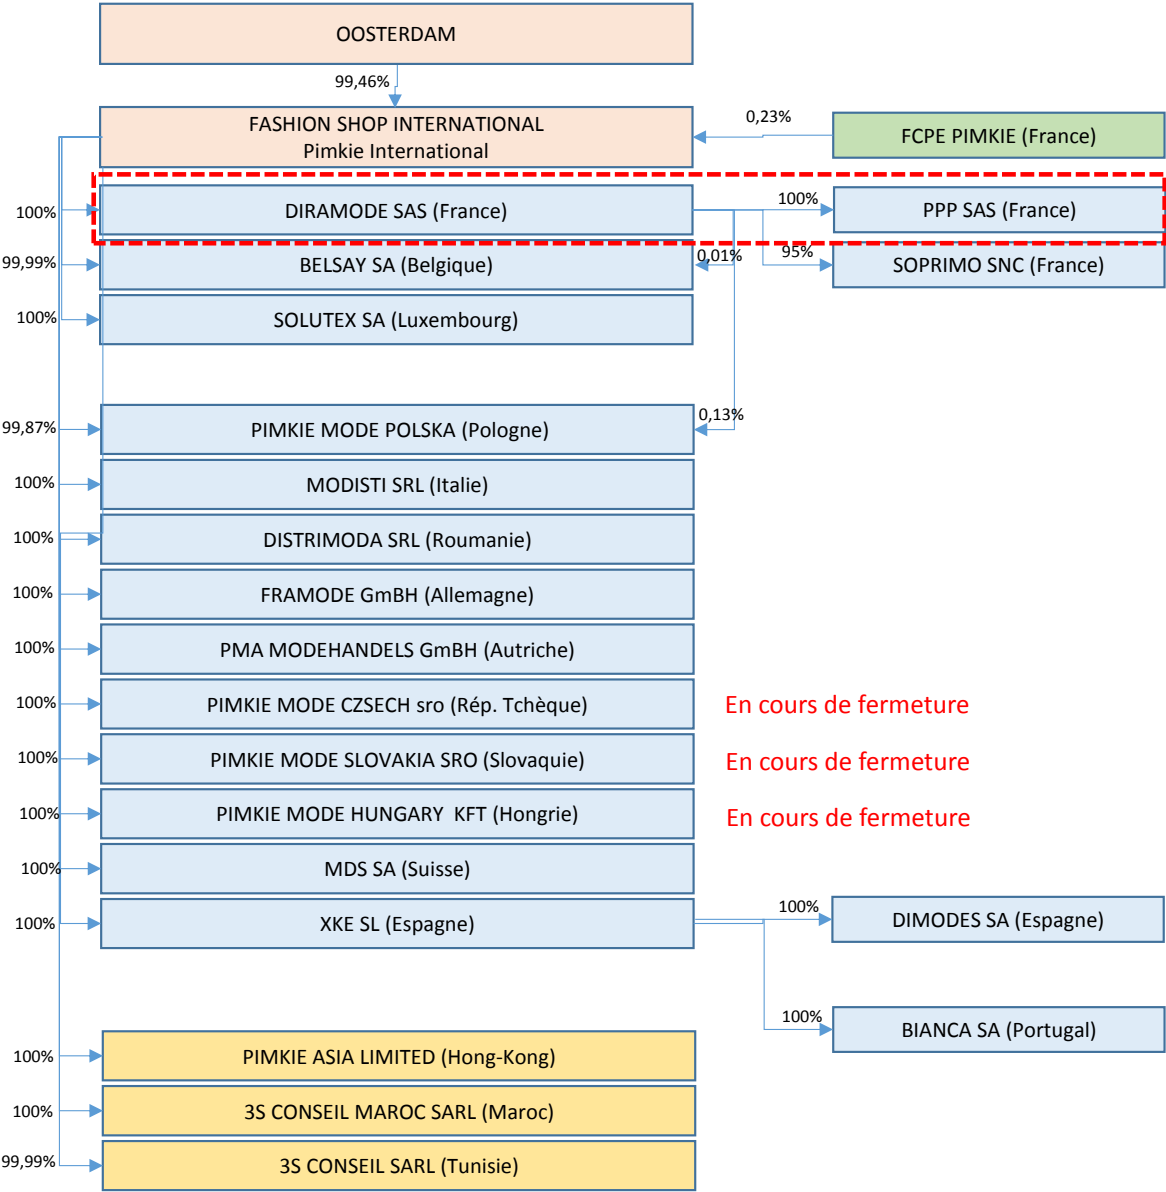 OOSTERDAM
99,46%
FASHION SHOP INTERNATIONAL
Pimkie International
0,23%
FCPE PIMKIE (France)
100%
DIRAMODE SAS (France)
100%
PPP SAS (France)
99,99%
BELSAY SA (Belgique)
0,01%
95%
SOPRIMO SNC (France)
100%
SOLUTEX SA (Luxembourg)
99,87%
PIMKIE MODE POLSKA (Pologne)
0,13%
100%
MODISTI SRL (Italie)
100%
DISTRIMODA SRL (Roumanie)
100%
FRAMODE GmBH (Allemagne)
100%
PMA MODEHANDELS GmBH (Autriche)
100%
PIMKIE MODE CZSECH sro (Rép. Tchèque)
En cours de fermeture
100%
PIMKIE MODE SLOVAKIA SRO (Slovaquie)
En cours de fermeture
100%
PIMKIE MODE HUNGARY KFT (Hongrie)
En cours de fermeture
100%
MDS SA (Suisse)
100%
XKE SL (Espagne)
100%
DIMODES SA (Espagne)
100%
BIANCA SA (Portugal)
100%
PIMKIE ASIA LIMITED (Hong-Kong)
100%
3S CONSEIL MAROC SARL (Maroc)
99,99%
3S CONSEIL SARL (Tunisie)